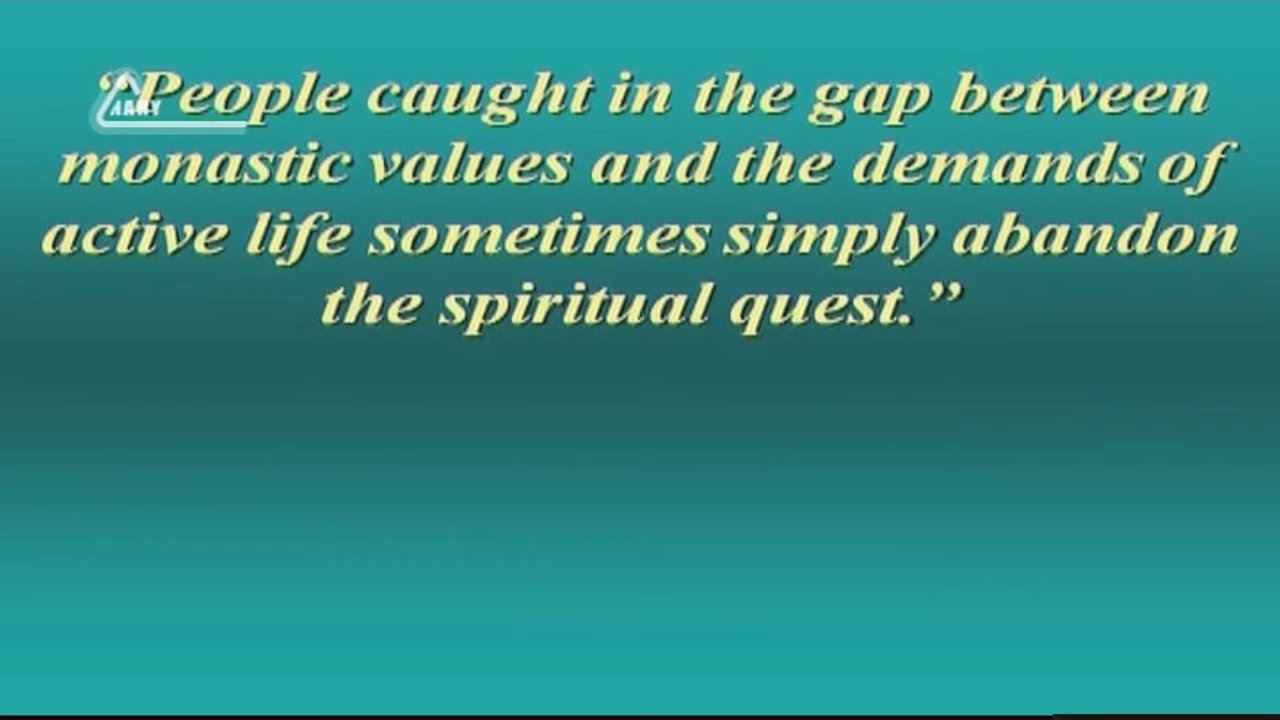 “People caught in the gap between
monastic values and the demands of
active life sometimes simply abandon
the spiritual quest.”